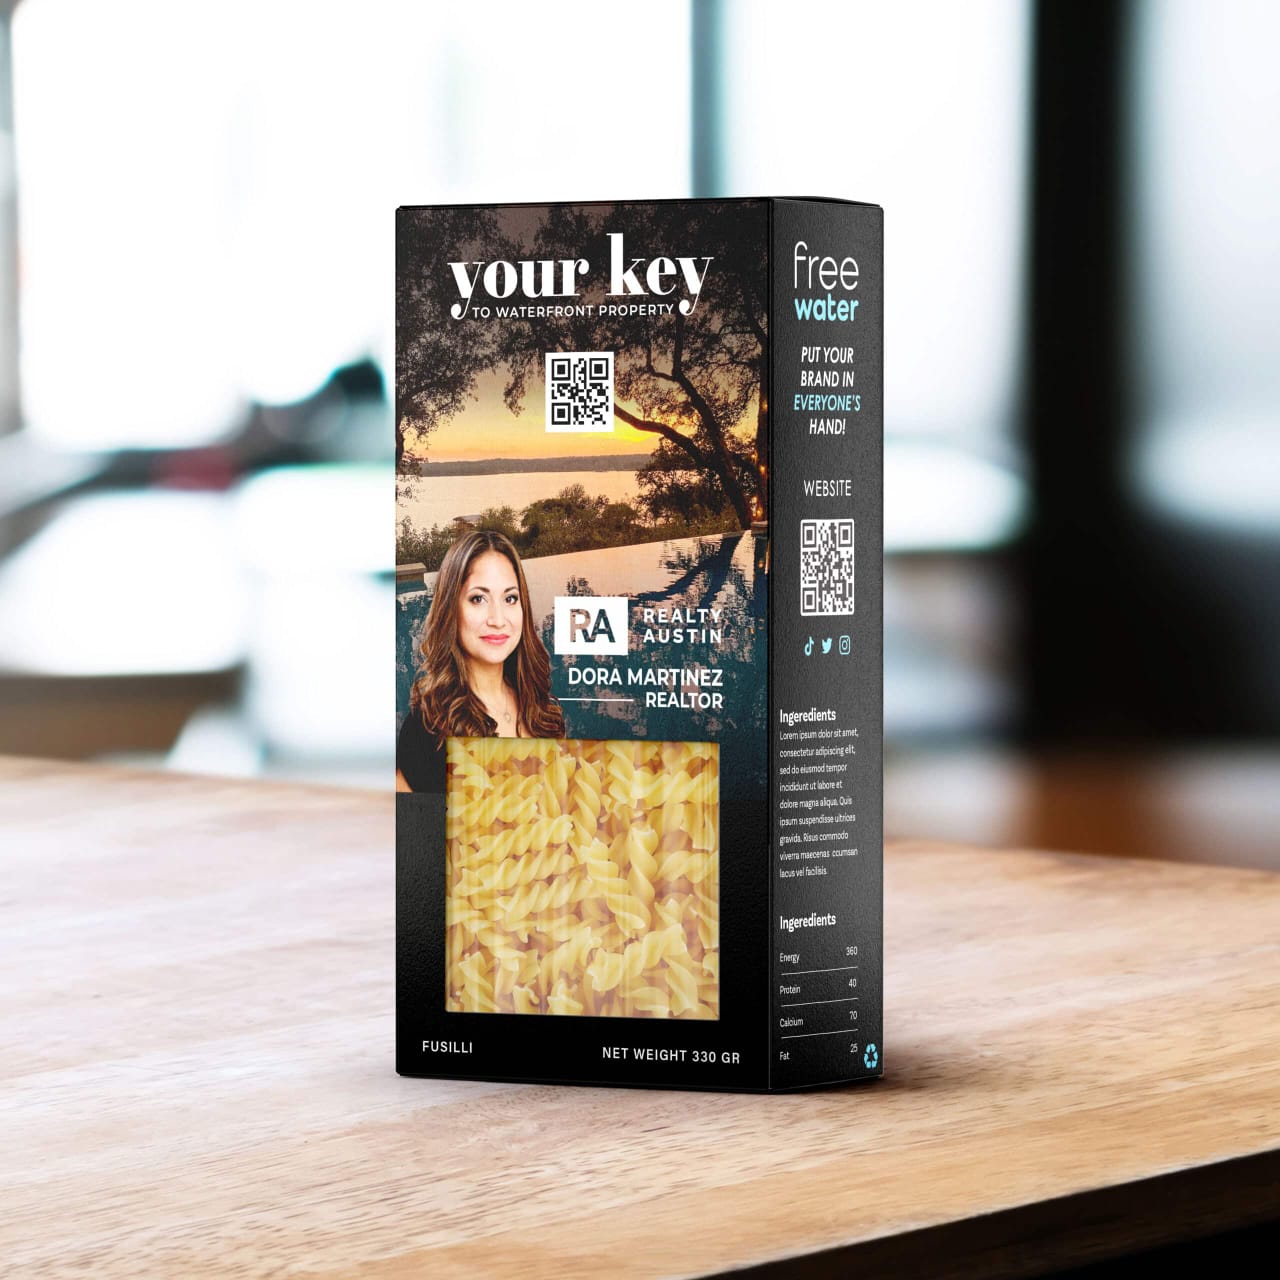 your key
TO WATERFRONT PROPERTY
RA
REALTY
AUSTIN
DORA MARTINEZ
REALTOR
FUSILLI
NET WEIGHT 330 GR
free
water
PUT YOUR
BRAND IN
EVERYONE'S
HAND!
WEBSITE
Ingeredients
Lorem ipsum dolor sit amet,
consectetur adipiscing elit,
sed do eiusmod tempor
incididunt ut labore et
dolore magna aliqua. Quis
ipsum suspendisse ultrices
gravida. Risus commodo
viverra maecenas ccumsan
lacus vel facilisis.
Ingeredients
Energy 360
Protein 40
Calcium 70
Fat 25